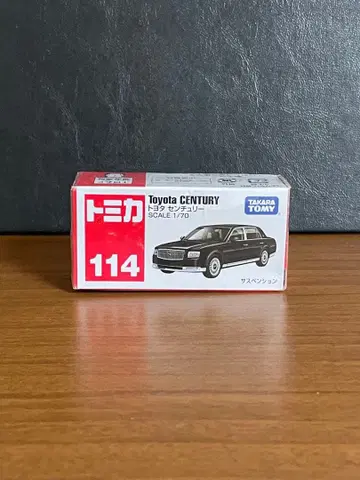 トミカ
114
Toyota CENTURY
トヨタ センチュリー
SCALE 1/70
TAKARA
TOMY
サスペンション